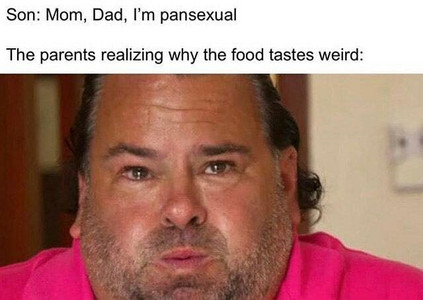 Son: Mom, Dad, I'm pansexual
The parents realizing why the food tastes weird: